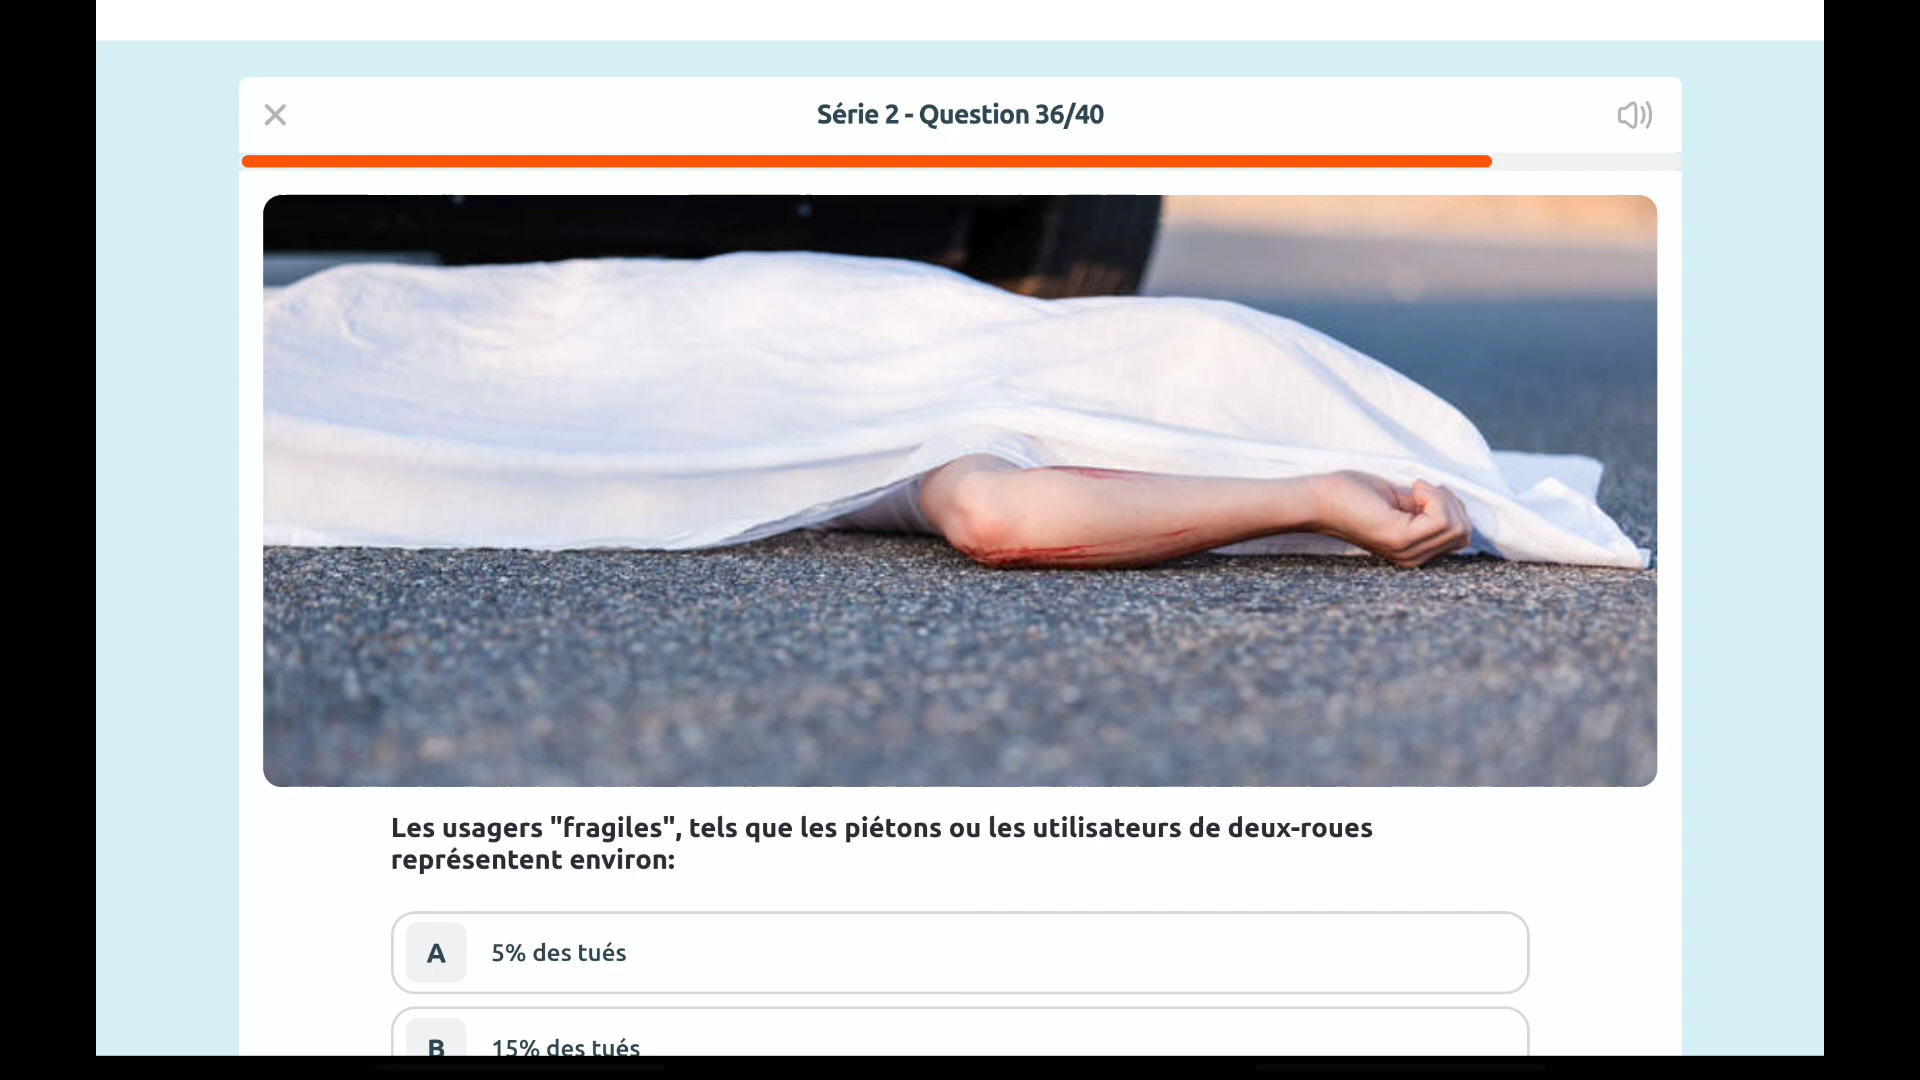 Série 2 - Question 36/40
Les usagers "fragiles", tels que les piétons ou les utilisateurs de deux-roues
représentent environ:
A 5% des tués
B 15% des tués